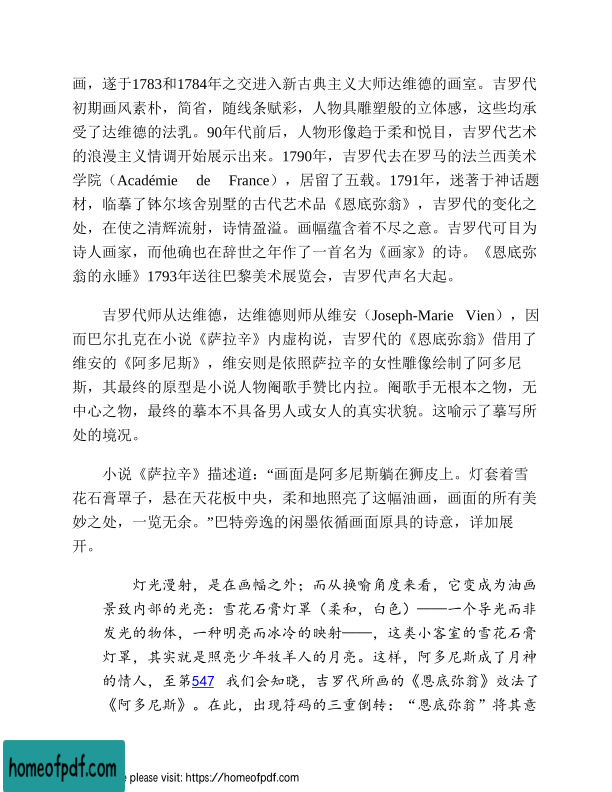 画，遂于1783和1784年之交进入新古典主义大师达维德的画室。吉罗代
初期画风素朴，简省，随线条赋彩，人物具雕塑般的立体感，这些均承
受了达维德的法乳。90年代前后，人物形像趋于柔和悦目，吉罗代艺术
的浪漫主义情调开始展示出来。1790年，吉罗代去在罗马的法兰西美术
学院（Académie de France），居留了五载。1791年，迷著于神话题
材，临摹了钵尔垓舍别墅的古代艺术品《恩底弥翁》，吉罗代的变化之
处，在使之清辉流射，诗情盈溢。画幅蕴含着不尽之意。吉罗代可目为
诗人画家，而他确也在辞世之年作了一首名为《画家》的诗。《恩底弥
翁的永睡》1793年送往巴黎美术展览会，吉罗代声名大起。
吉罗代师从达维德，达维德则师从维安（Joseph-Marie Vien），因
而巴尔扎克在小说《萨拉辛》内虚构说，吉罗代的《恩底弥翁》借用了
维安的《阿多尼斯》，维安则是依照萨拉辛的女性雕像绘制了阿多尼
斯，其最终的原型是小说人物阉歌手赞比内拉。阉歌手无根本之物，无
中心之物，最终的摹本不具备男人或女人的真实状貌。这喻示了摹写所
处的境况。
小说《萨拉辛》描述道：“画面是阿多尼斯躺在狮皮上。灯套着雪
花石膏罩子，悬在天花板中央，柔和地照亮了这幅油画，画面的所有美
妙之处，一览无余。”巴特旁逸的闲墨依循画面原具的诗意，详加展
开。
灯光漫射，是在画幅之外；而从换喻角度来看，它变成为油画
景致内部的光亮：雪花石膏灯罩（柔和，白色）——一个导光而非
发光的物体，一种明亮而冰冷的映射——，这类小客室的雪花石膏
灯罩，其实就是照亮少年牧羊人的月亮。这样，阿多尼斯成了月神
的情人，至第547 我们会知晓，吉罗代所画的《恩底弥翁》效法了
《阿多尼斯》。在此，出现符码的三重倒转：“恩底弥翁”将其意
homeofpdf.com
e please visit: https://homeofpdf.com